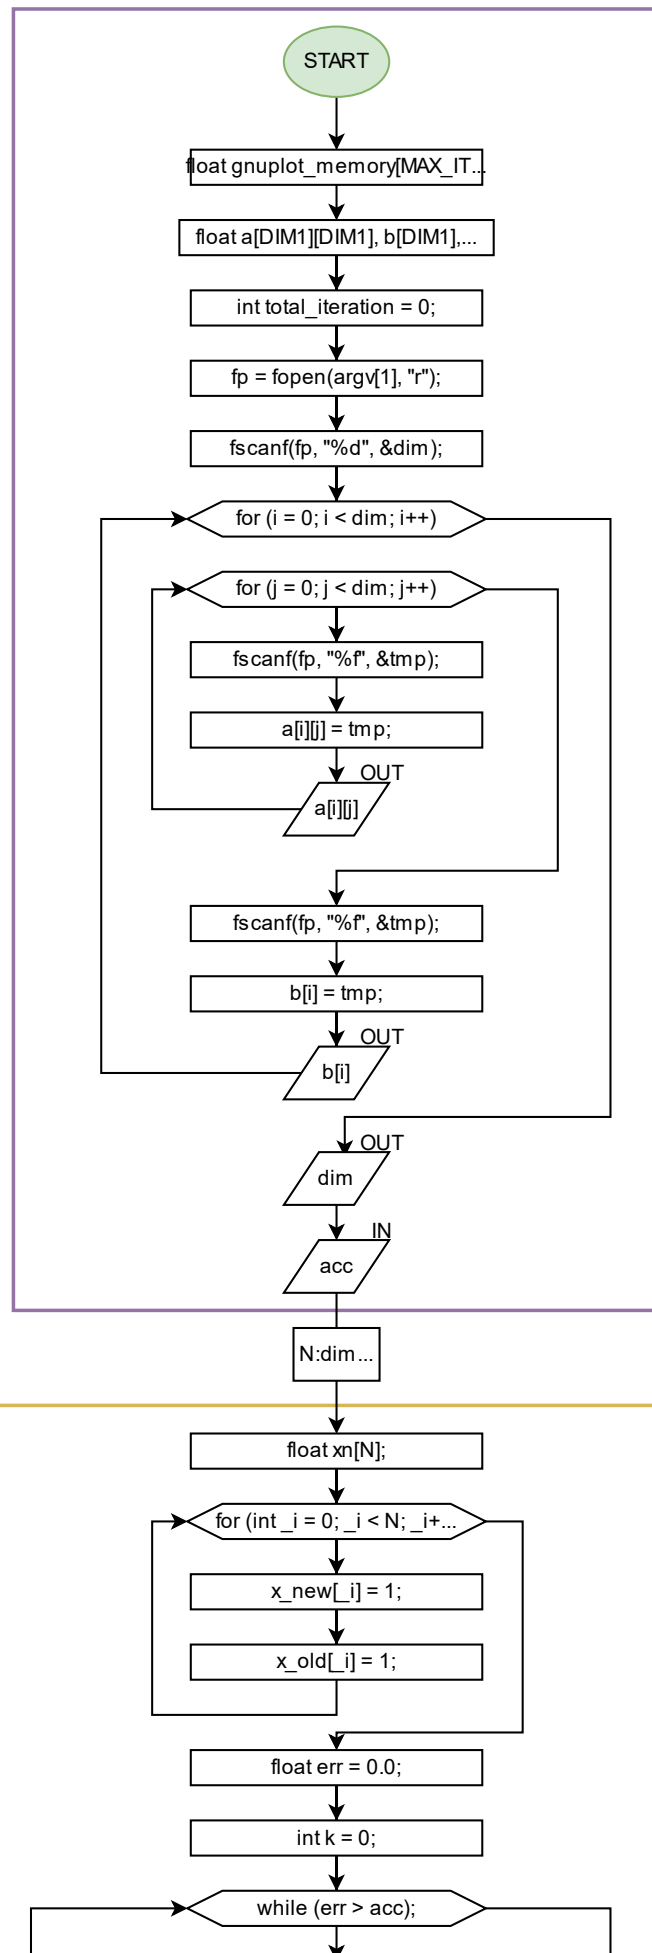 START
float gnuplot_memory[MAX_IT...
float a[DIM1][DIM1], b[DIM1],...
int total_iteration = 0;
fp = fopen(argv[1], "r");
fscanf(fp, "%d", &dim);
for (i = 0; i < dim; i++)
for (j = 0; j < dim; j++)
fscanf(fp, "%f", &tmp);
a[i][j] = tmp;
OUT
a[i][j]
fscanf(fp, "%f", &tmp);
b[i] = tmp;
OUT
b[i]
OUT
dim
IN
acc
N:dim...
float xn[N];
for (int _i = 0; _i < N; _i+...
x_new[_i] = 1;
x_old[_i] = 1;
float err = 0.0;
int k = 0;
while (err > acc);